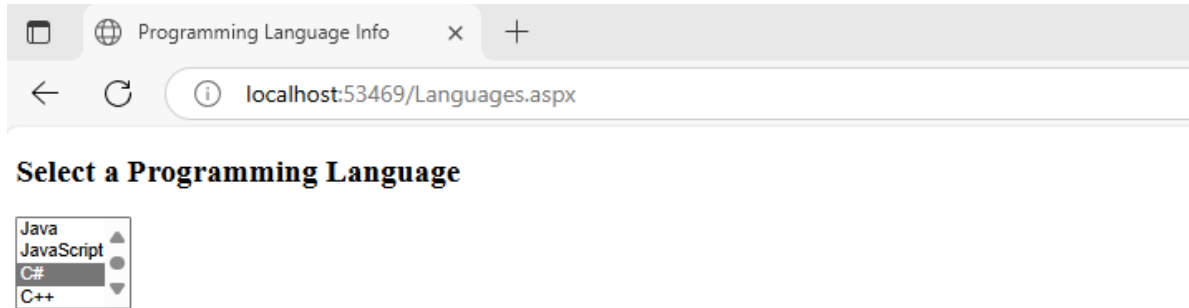 Programming Language Info
localhost:53469/Languages.aspx
Select a Programming Language
Java
JavaScript
C#
C++